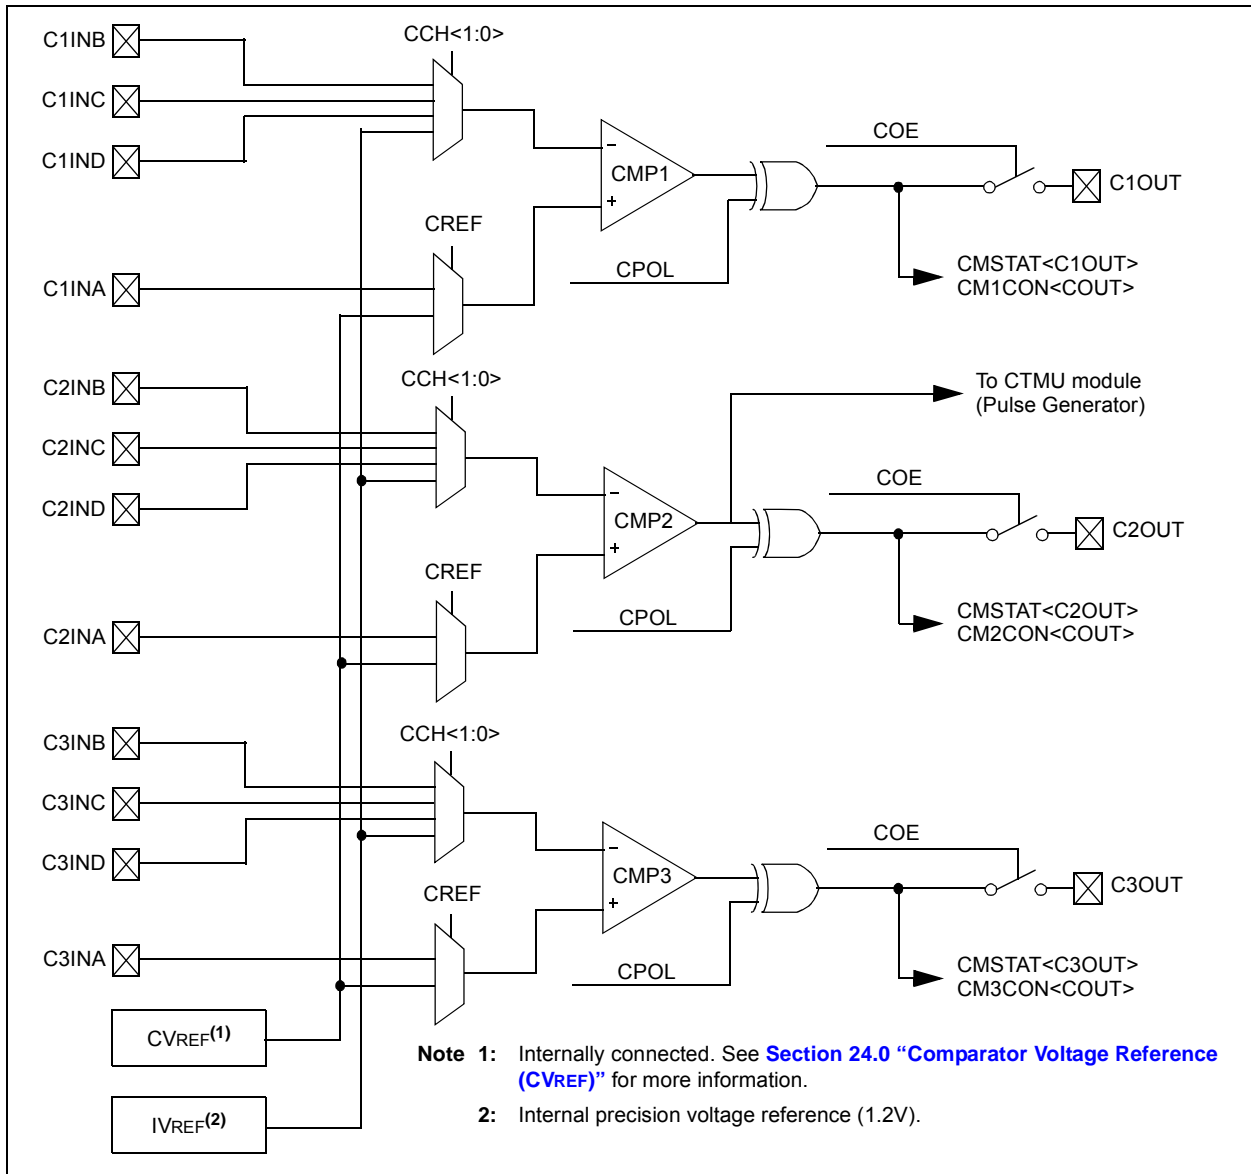 C1INB
CCH<1:0>
C1INC
C1IND
COE
CMP1
C1OUT
-
+
CREF
C1INA
CPOL
CMSTAT<C1OUT>
CM1CON<COUT>
C2INB
CCH<1:0>
To CTMU module
(Pulse Generator)
C2INC
C2IND
COE
-
CMP2
C2OUT
+
CREF
C2INA
CPOL
CMSTAT<C2OUT>
CM2CON<COUT>
C3INB
CCH<1:0>
C3INC
C3IND
COE
-
CMP3
C3OUT
+
CREF
C3INA
CPOL
CMSTAT<C3OUT>
CM3CON<COUT>
CVREF(1)
IVREF(2)
Note 1: Internally connected. See Section 24.0 “Comparator Voltage Reference
(CVREF)” for more information.
2: Internal precision voltage reference (1.2V).